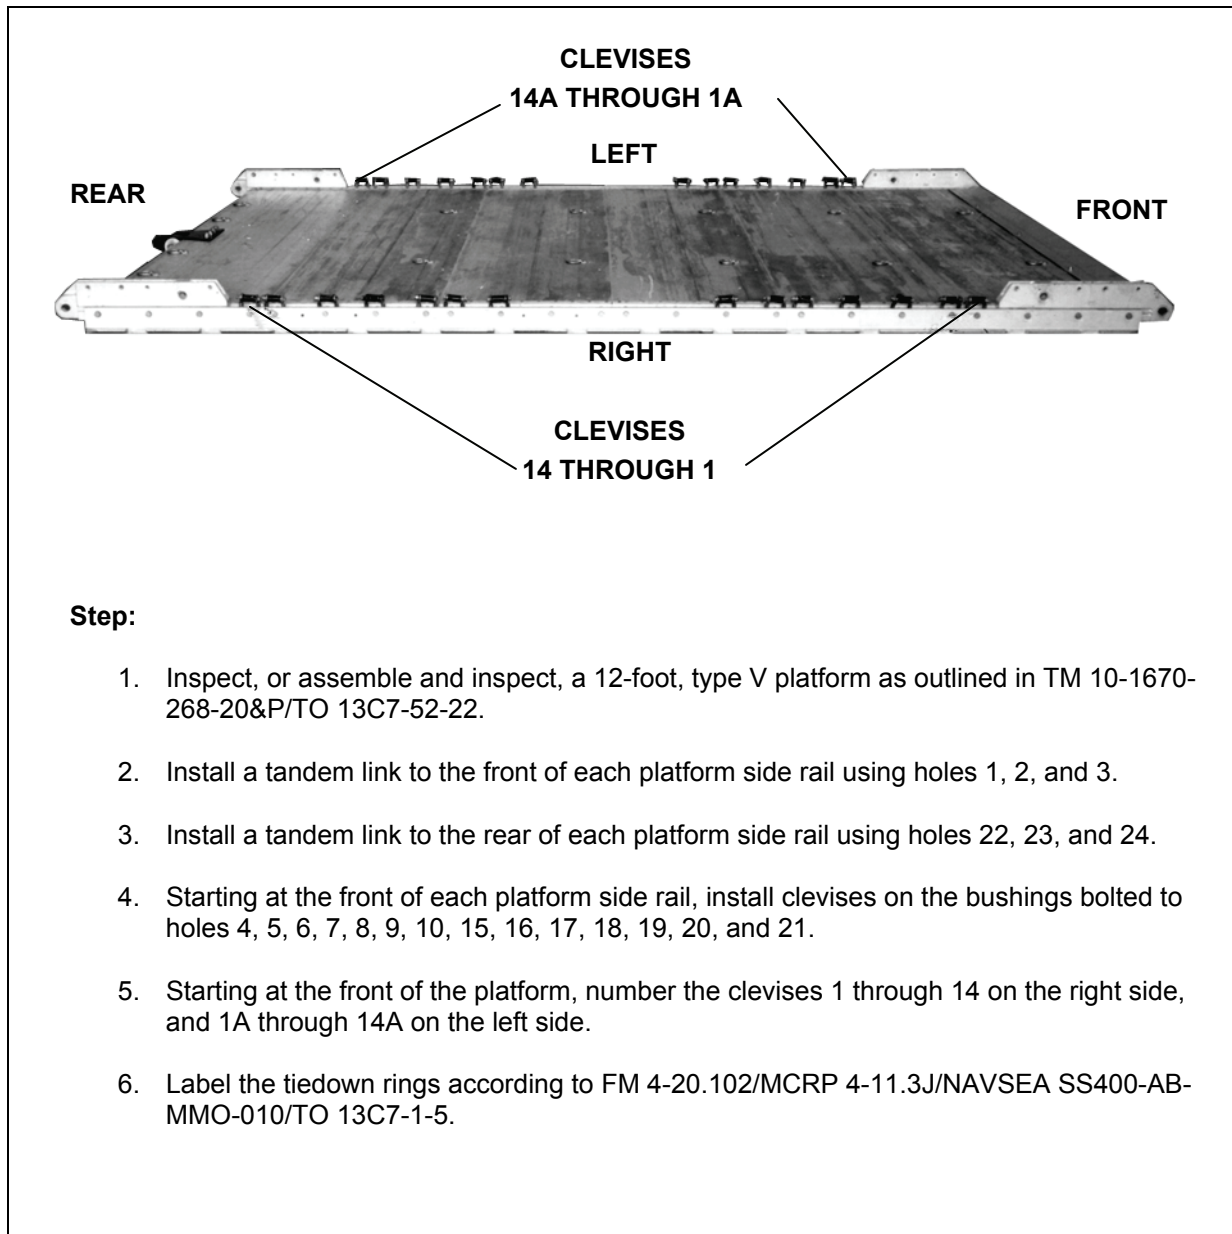 CLEVISES
14A THROUGH 1A
LEFT
REAR
FRONT
RIGHT
CLEVISES
14 THROUGH 1
Step:
1. Inspect, or assemble and inspect, a 12-foot, type V platform as outlined in TM 10-1670-
268-20&P/TO 13C7-52-22.
2. Install a tandem link to the front of each platform side rail using holes 1, 2, and 3.
3. Install a tandem link to the rear of each platform side rail using holes 22, 23, and 24.
4. Starting at the front of each platform side rail, install clevises on the bushings bolted to
holes 4, 5, 6, 7, 8, 9, 10, 15, 16, 17, 18, 19, 20, and 21.
5. Starting at the front of the platform, number the clevises 1 through 14 on the right side,
and 1A through 14A on the left side.
6. Label the tiedown rings according to FM 4-20.102/MCRP 4-11.3J/NAVSEA SS400-AB-
MMO-010/TO 13C7-1-5.